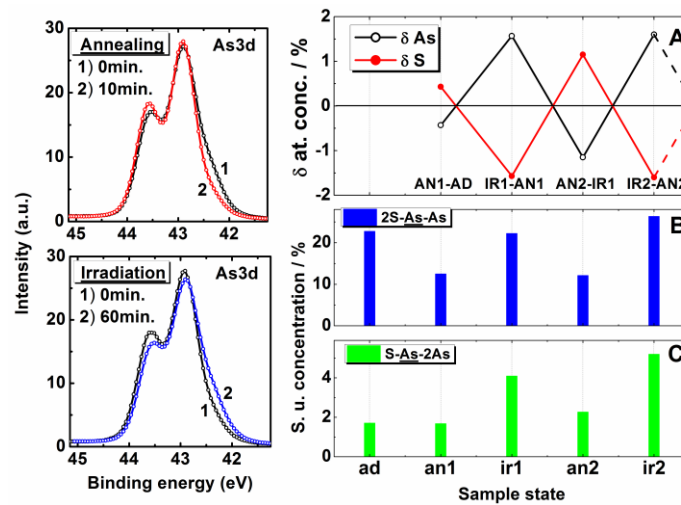 As3d
Annealing
1) 0min.
2) 10min.
1
2
30
20
10
0
45
44
43
42
As3d
Irradiation
1) 0min.
2) 60min.
2
1
30
20
10
0
45
44
43
42
Intensity (a.u.)
Binding energy (eV)
A
δ As
δ S
2
1
0
-1
-2
δ at. conc. / %
AN1-AD
IR1-AN1
AN2-IR1
IR2-AN2
B
2S-As-As
20
10
0
C
S-As-2As
4
2
0
S. u. concentration / %
ad
an1
ir1
an2
ir2
Sample state